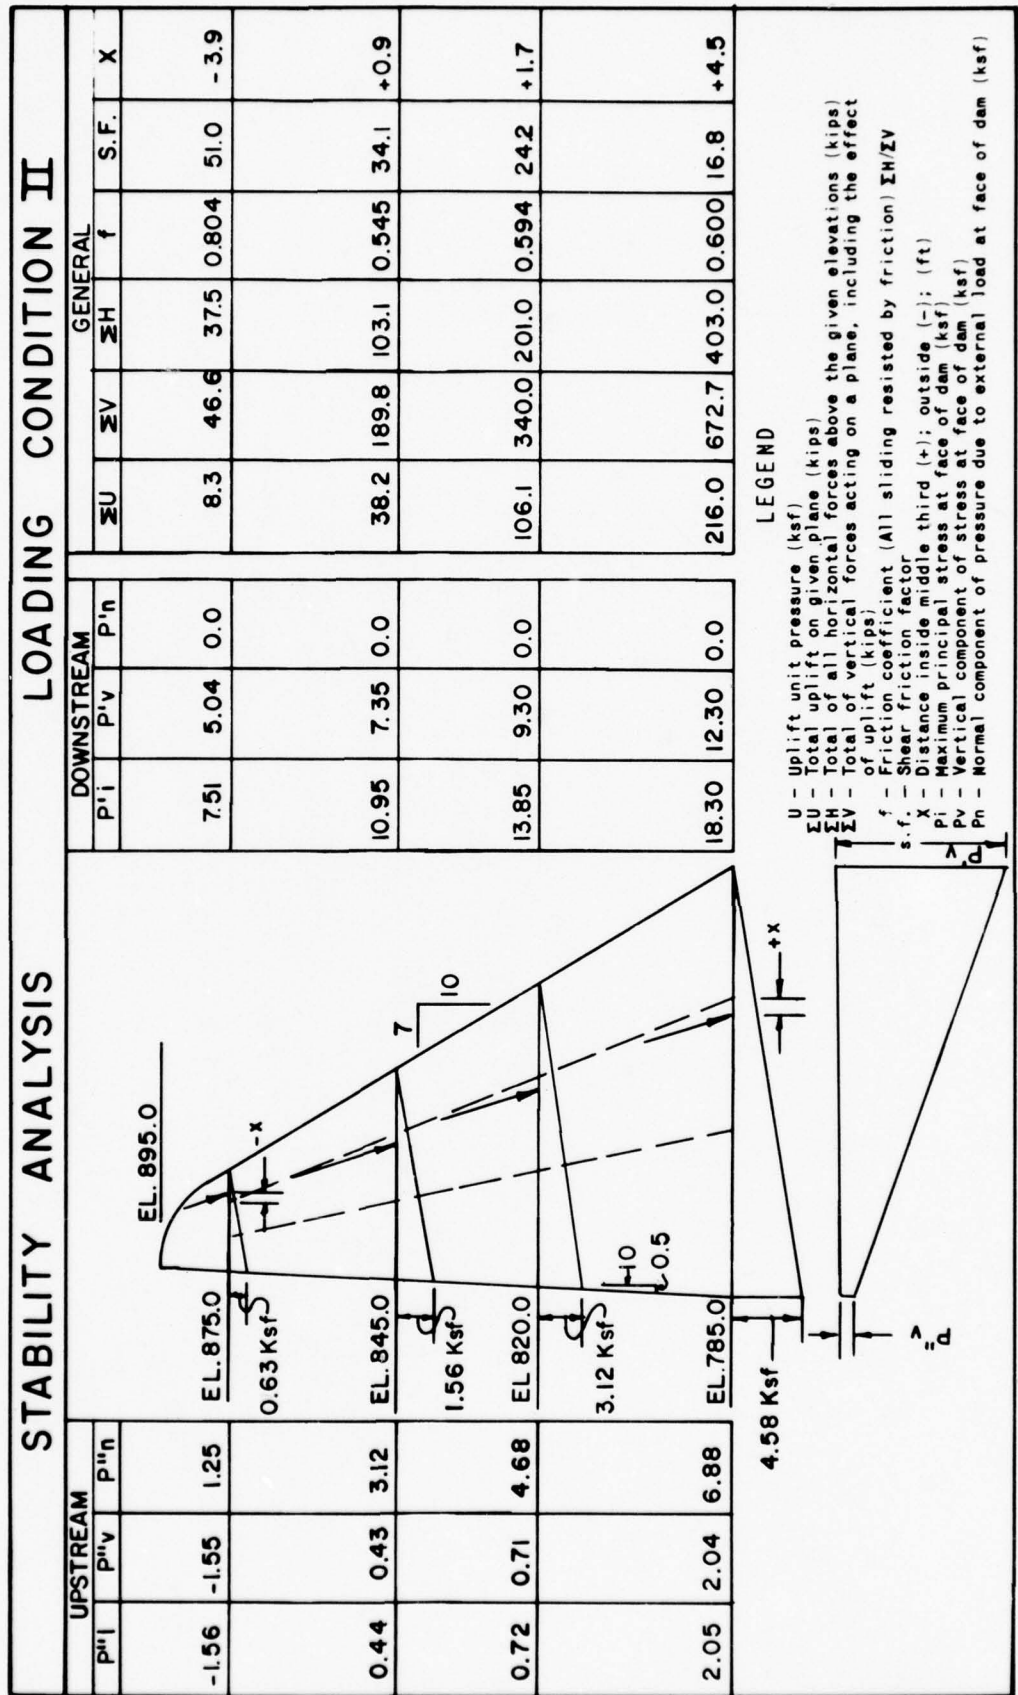 STABILITY ANALYSIS LOADING CONDITION II
UPSTREAM DOWNSTREAM GENERAL
P"I P"v P"n P'i P'v P'n ΣU ΣV ΣH f S.F. X
-1.56 -1.55 1.25 7.51 5.04 0.0 8.3 46.6 37.5 0.804 51.0 -3.9
0.44 0.43 3.12 10.95 7.35 0.0 38.2 189.8 103.1 0.545 34.1 +0.9
0.72 0.71 4.68 13.85 9.30 0.0 106.1 340.0 201.0 0.594 24.2 +1.7
2.05 2.04 6.88 18.30 12.30 0.0 216.0 672.7 403.0 0.600 16.8 +4.5
EL. 895.0
-X
EL. 875.0
0.63 Ksf
7
10
EL. 845.0
1.56 Ksf
EL 820.0
3.12 Ksf
10
0.5
EL. 785.0
4.58 Ksf
+X
P"v
P'v
LEGEND
U - Uplift unit pressure (ksf)
ΣU - Total uplift on given plane (kips)
ΣH - Total of all horizontal forces above the given elevations (kips)
ΣV - Total of vertical forces acting on a plane, including the effect
of uplift (kips)
f - Friction coefficient (All sliding resisted by friction) ΣH/ΣV
s.f. - Shear friction factor
X - Distance inside middle third (+); outside (-); (ft)
Pi - Maximum principal stress at face of dam (ksf)
Pv - Vertical component of stress at face of dam (ksf)
Pn - Normal component of pressure due to external load at face of dam (ksf)